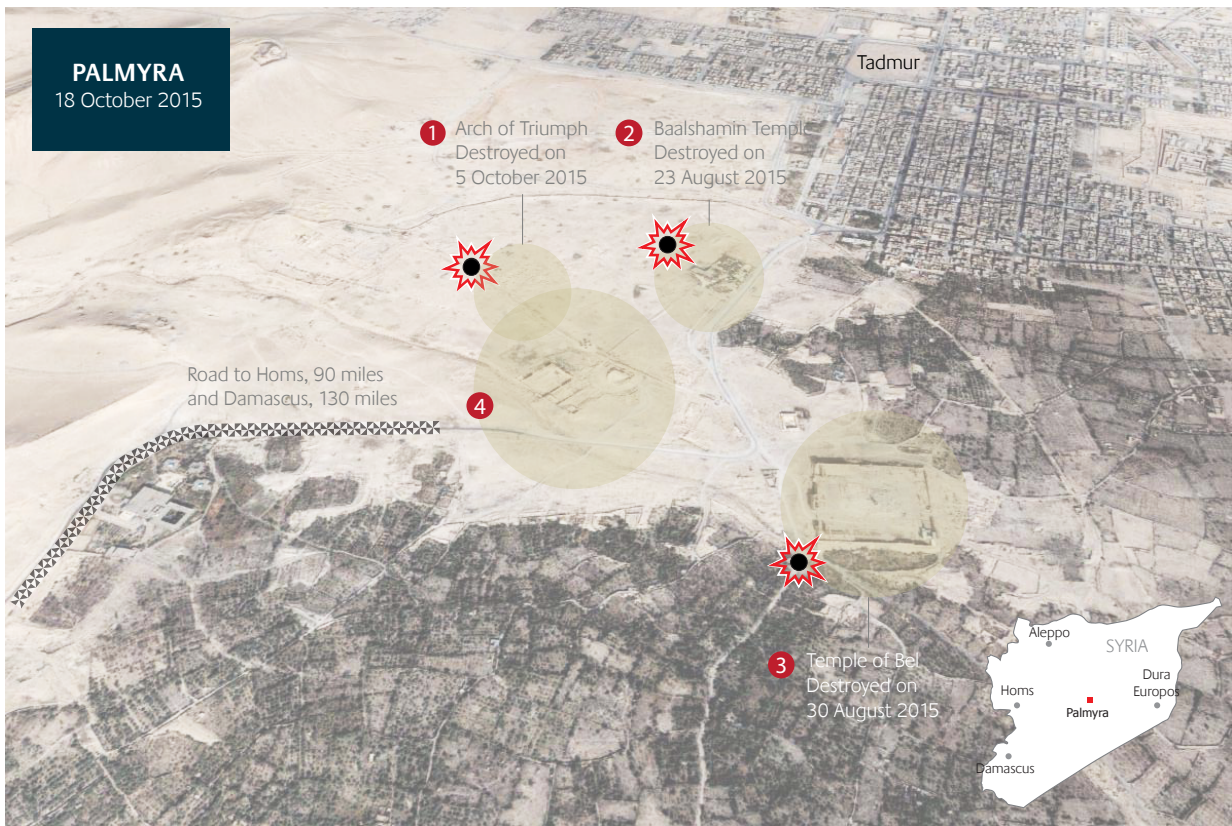 PALMYRA
18 October 2015
Tadmur
1
Arch of Triumph
Destroyed on
5 October 2015
2
Baalshamin Temple
Destroyed on
23 August 2015
Road to Homs, 90 miles
and Damascus, 130 miles
4
3
Temple of Bel
Destroyed on
30 August 2015
Aleppo
SYRIA
Dura
Europos
Homs
Palmyra
Damascus